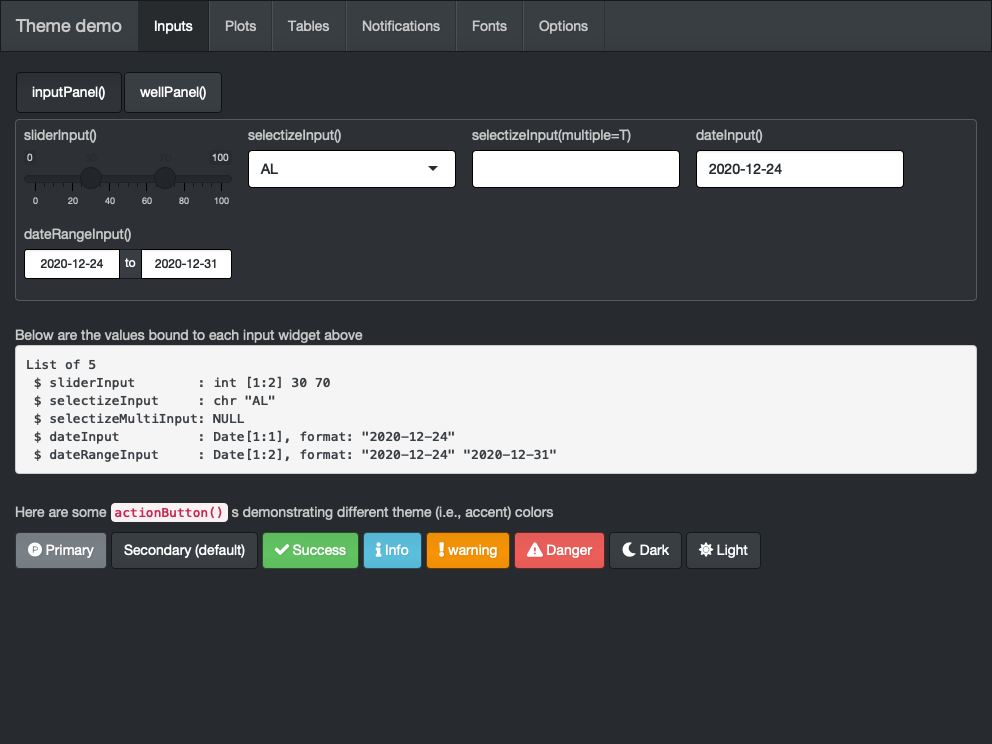 Theme demo Inputs Plots Tables Notifications Fonts Options
inputPanel() wellPanel()
sliderInput() selectizeInput() selectizeInput(multiple=T) dateInput()
0 30 70 100
AL 2020-12-24
0 20 40 60 80 100
dateRangeInput()
2020-12-24 to 2020-12-31
Below are the values bound to each input widget above
List of 5
$ sliderInput : int [1:2] 30 70
$ selectizeInput : chr "AL"
$ selectizeMultiInput: NULL
$ dateInput : Date[1:1], format: "2020-12-24"
$ dateRangeInput : Date[1:2], format: "2020-12-24" "2020-12-31"
Here are some actionButton() s demonstrating different theme (i.e., accent) colors
Primary Secondary (default) Success Info warning Danger Dark Light